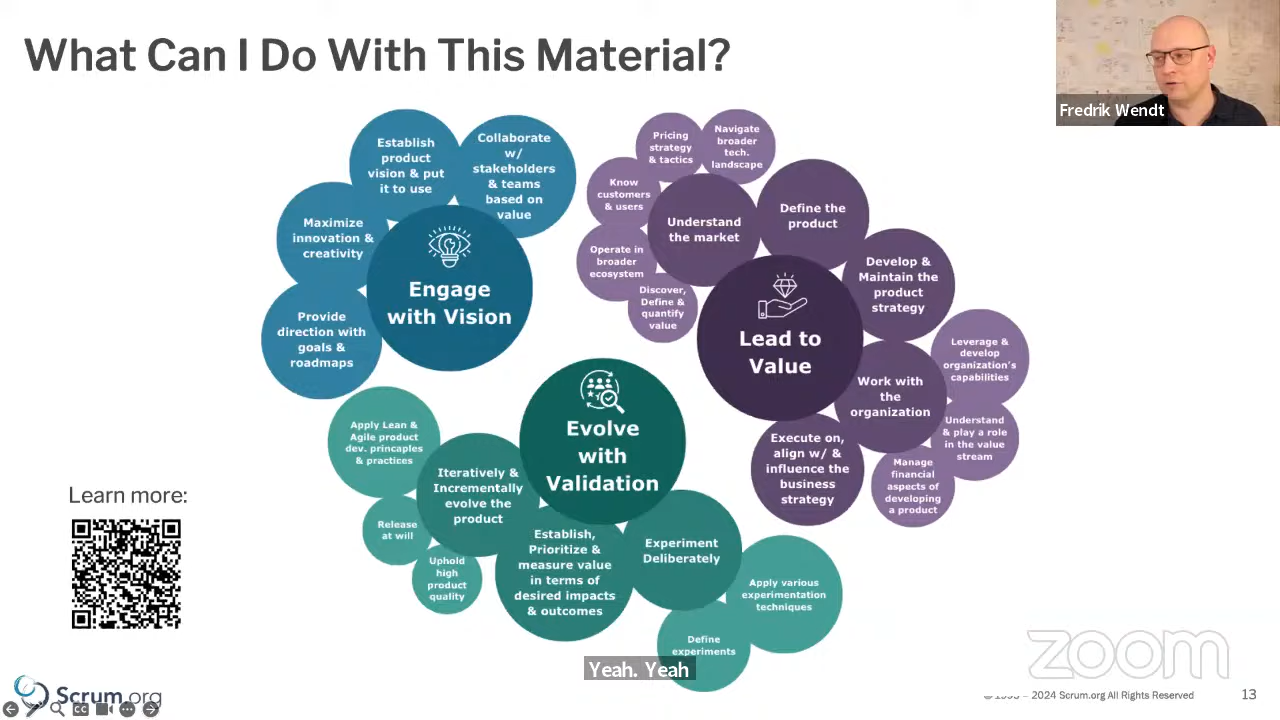 What Can I Do With This Material?
Fredrik Wendt
Establish
product
vision & put
it to use
Collaborate
w/
stakeholders
& teams
based on
value
Maximize
innovation &
creativity
Provide
direction with
goals &
roadmaps
Engage
with Vision
Pricing
strategy
& tactics
Navigate
broader
tech.
landscape
Know
customers
& users
Operate in
broader
ecosystem
Discover,
Define &
quantify
value
Understand
the market
Define the
product
Develop &
Maintain the
product
strategy
Lead to
Value
Work with
the
organization
Leverage &
develop
organization's
capabilities
Understand
& play a role
in the value
stream
Manage
financial
aspects of
developing
a product
Execute on,
align w/ &
influence the
business
strategy
Evolve
with
Validation
Apply Lean &
Agile product
dev. princaples
& practices
Iteratively &
Incrementally
evolve the
product
Release
at will
Uphold
high
product
quality
Establish,
Prioritize &
measure value
in terms of
desired impacts
& outcomes
Experiment
Deliberately
Apply various
experimentation
techniques
Define
experiments
Learn more:
Yeah. Yeah
zoom
Scrum.org
© 1993 – 2024 Scrum.org All Rights Reserved
13